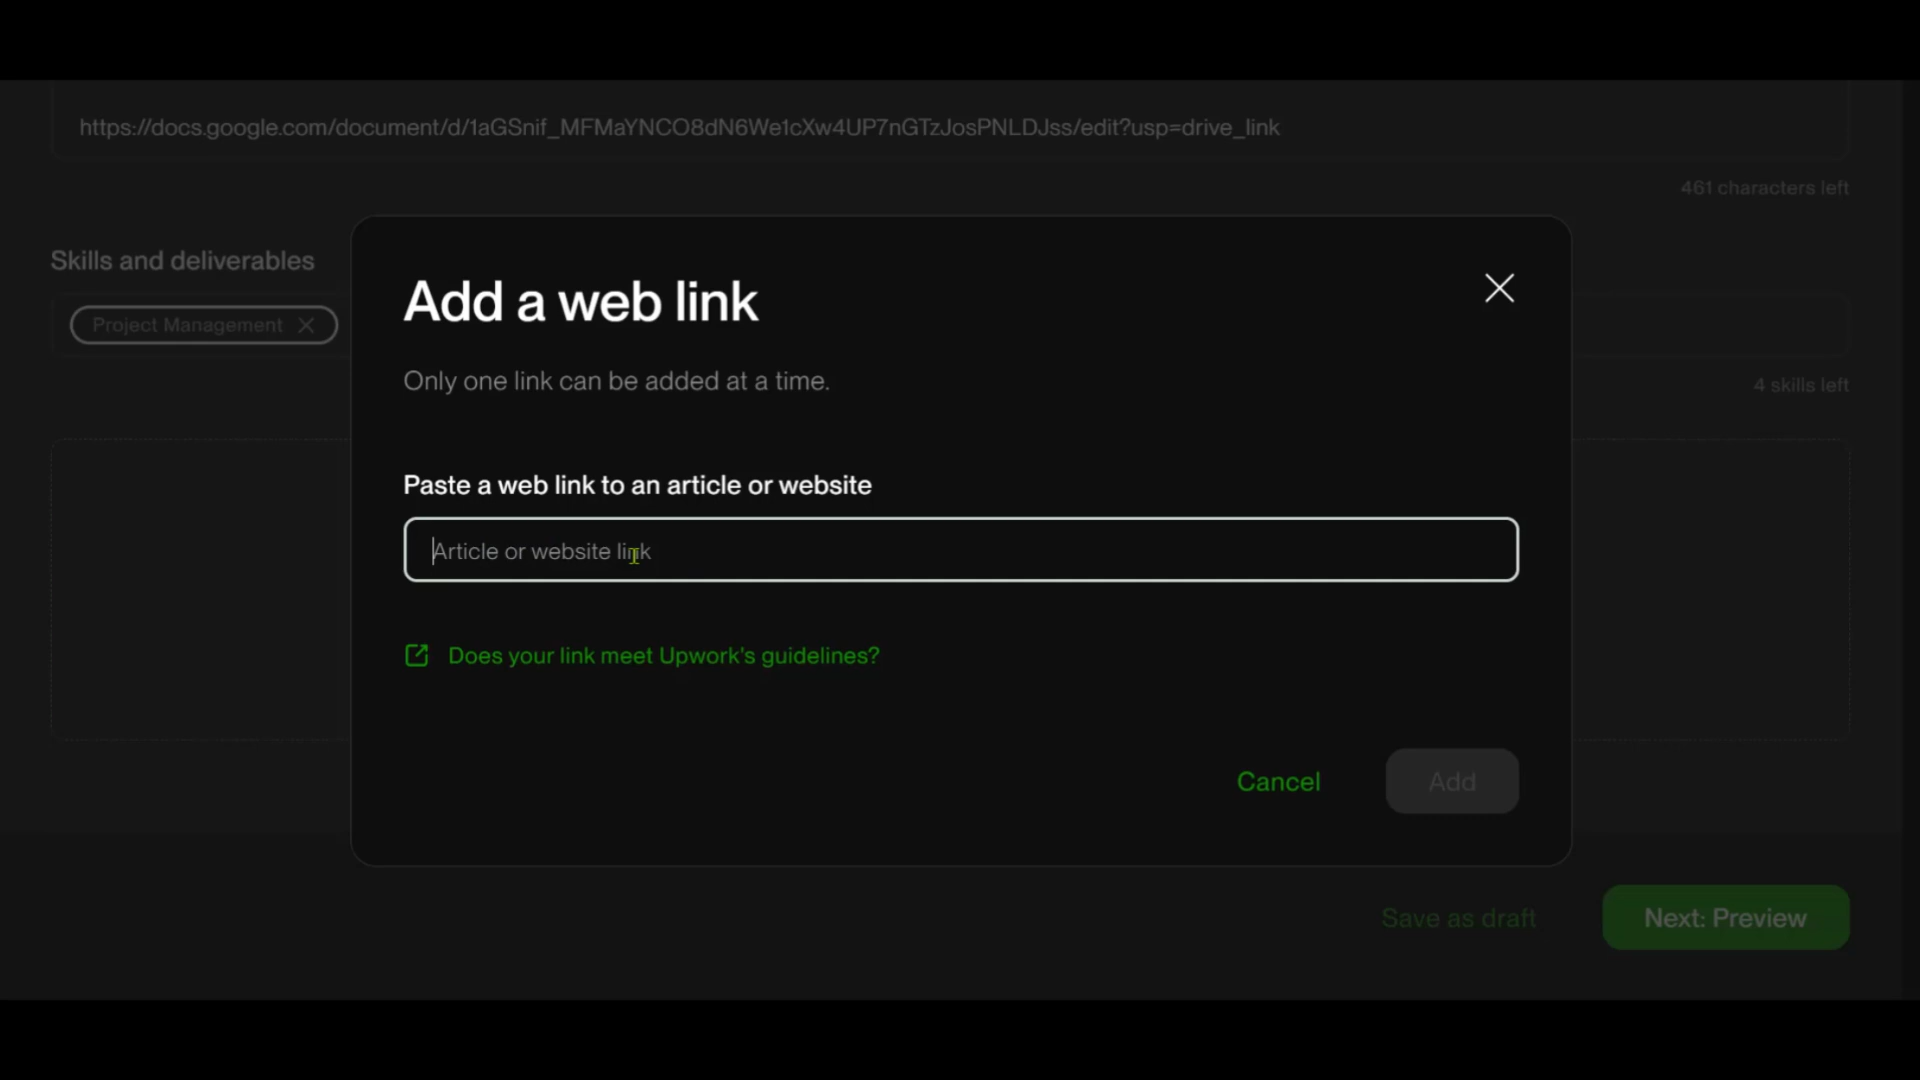 https://docs.google.com/document/d/1aGSnif_MFMaYNCO8dN6We1cXw4UP7nGTzJosPNLDJss/edit?usp=drive_link
461 characters left
Skills and deliverables
Project Management
4 skills left
Add a web link
Only one link can be added at a time.
Paste a web link to an article or website
Article or website link
Does your link meet Upwork's guidelines?
Cancel
Add
Save as draft
Next: Preview